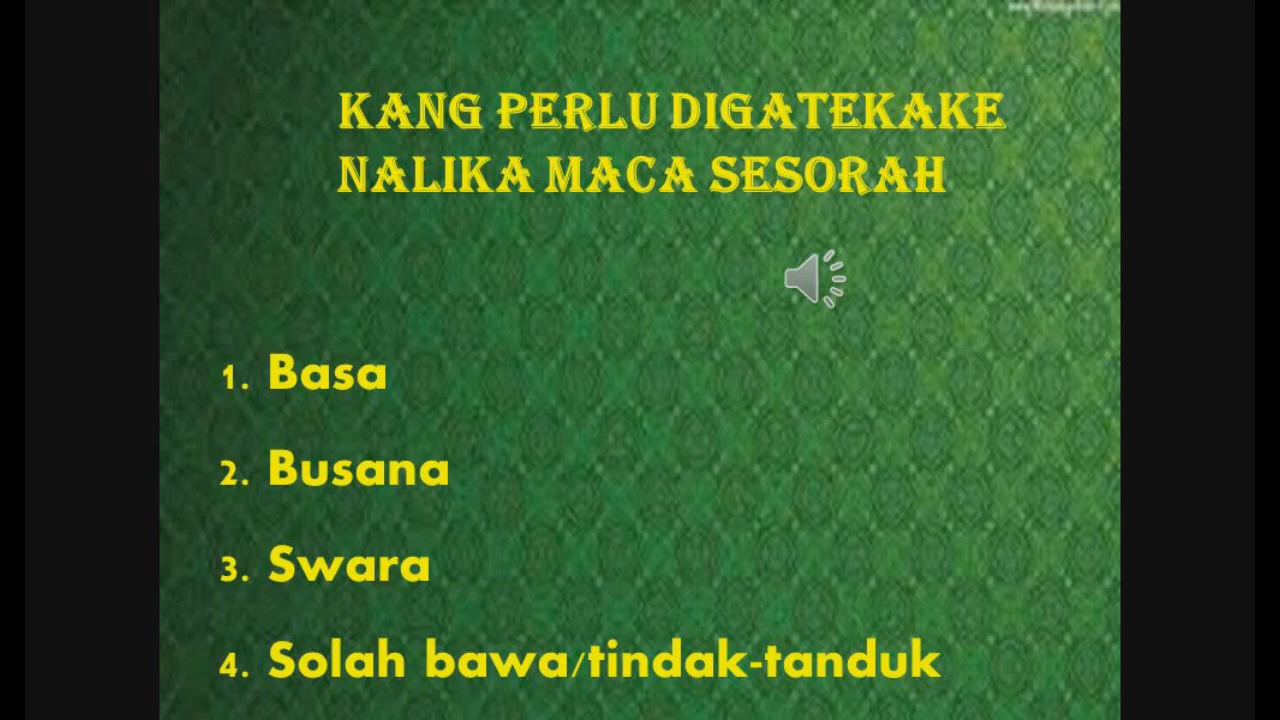 KANG PERLU DIGATEKAKE
NALIKA MACA SESORAH
1. Basa
2. Busana
3. Swara
4. Solah bawa/tindak-tanduk